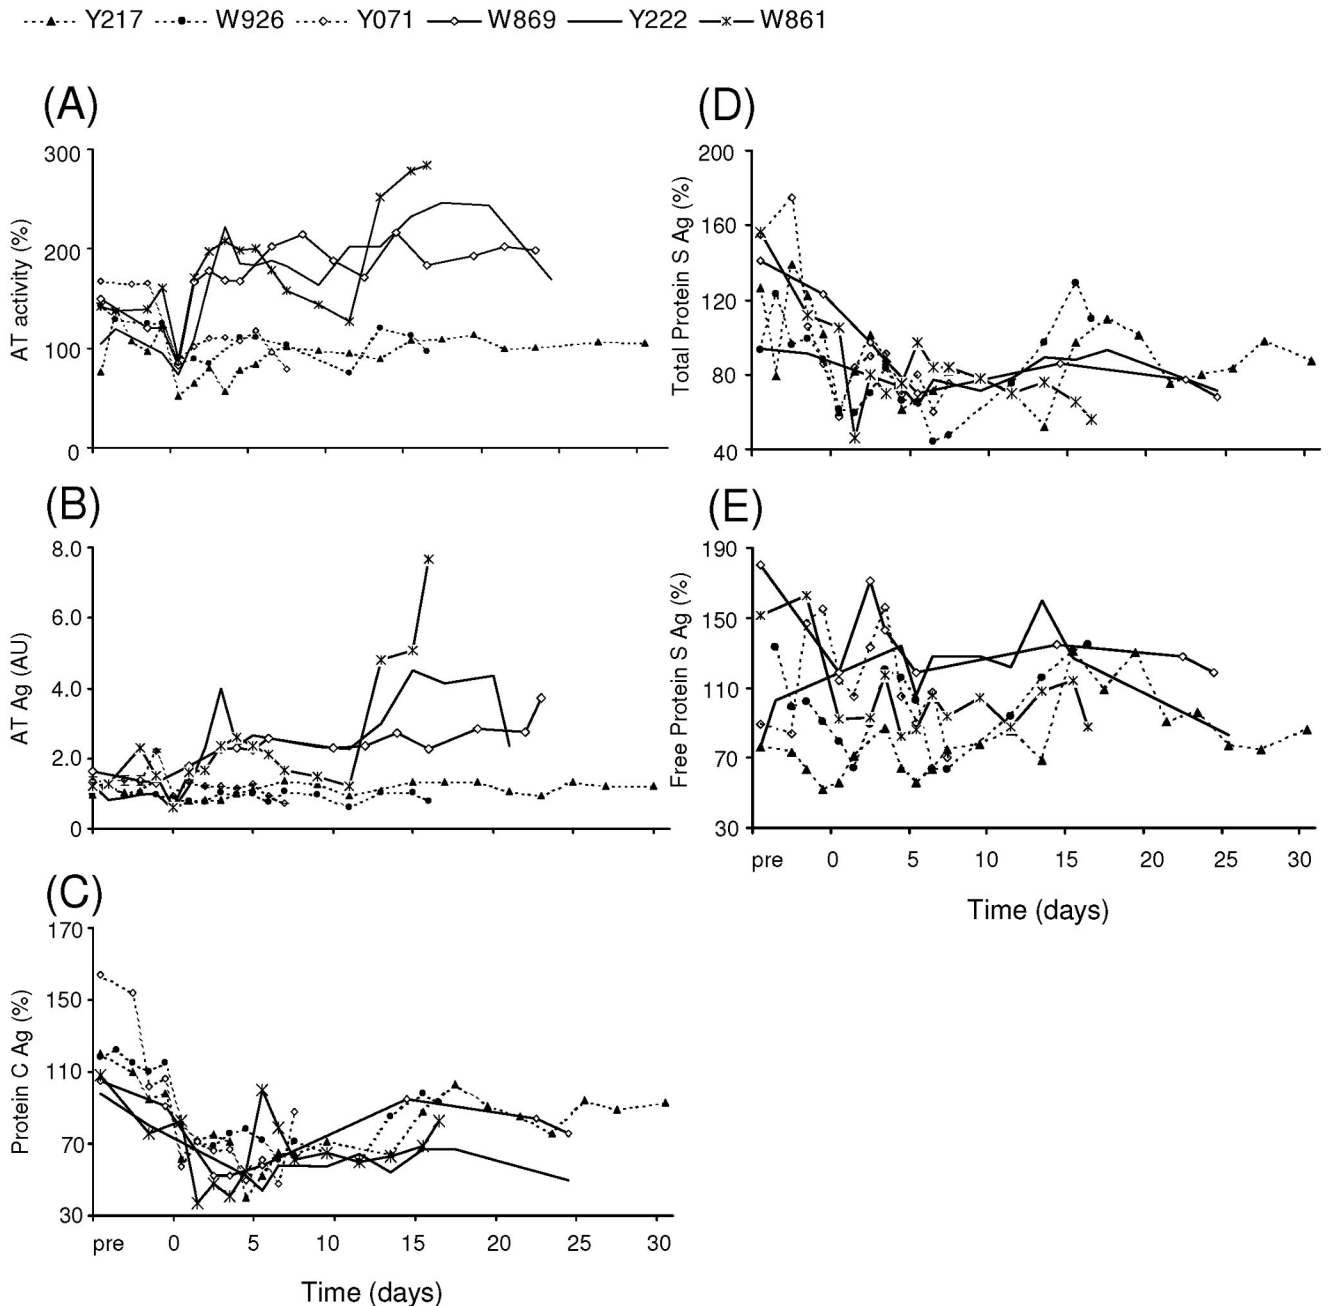 Y217 W926 Y071 W869 Y222 W861
(A)
300
200
100
0
AT activity (%)
(B)
8.0
6.0
4.0
2.0
0
AT Ag (AU)
(C)
170
150
110
70
30
Protein C Ag (%)
pre 0 5 10 15 20 25 30
Time (days)
(D)
200
160
120
80
40
Total Protein S Ag (%)
(E)
190
150
110
70
30
Free Protein S Ag (%)
pre 0 5 10 15 20 25 30
Time (days)